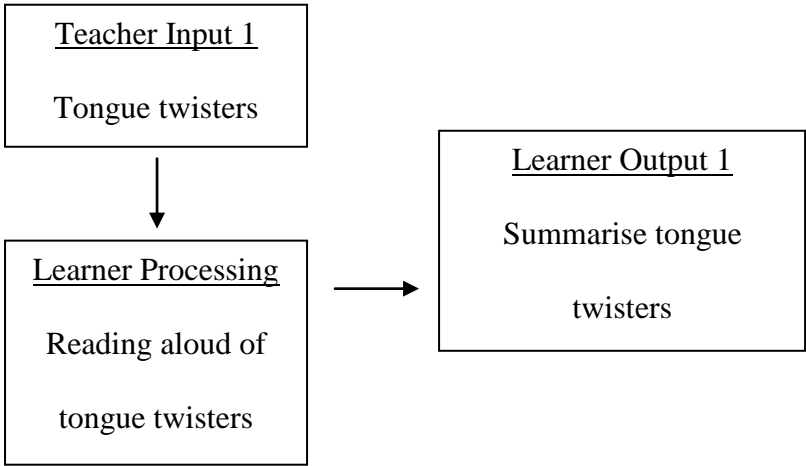 Teacher Input 1
Tongue twisters
Learner Processing
Reading aloud of
tongue twisters
Learner Output 1
Summarise tongue
twisters